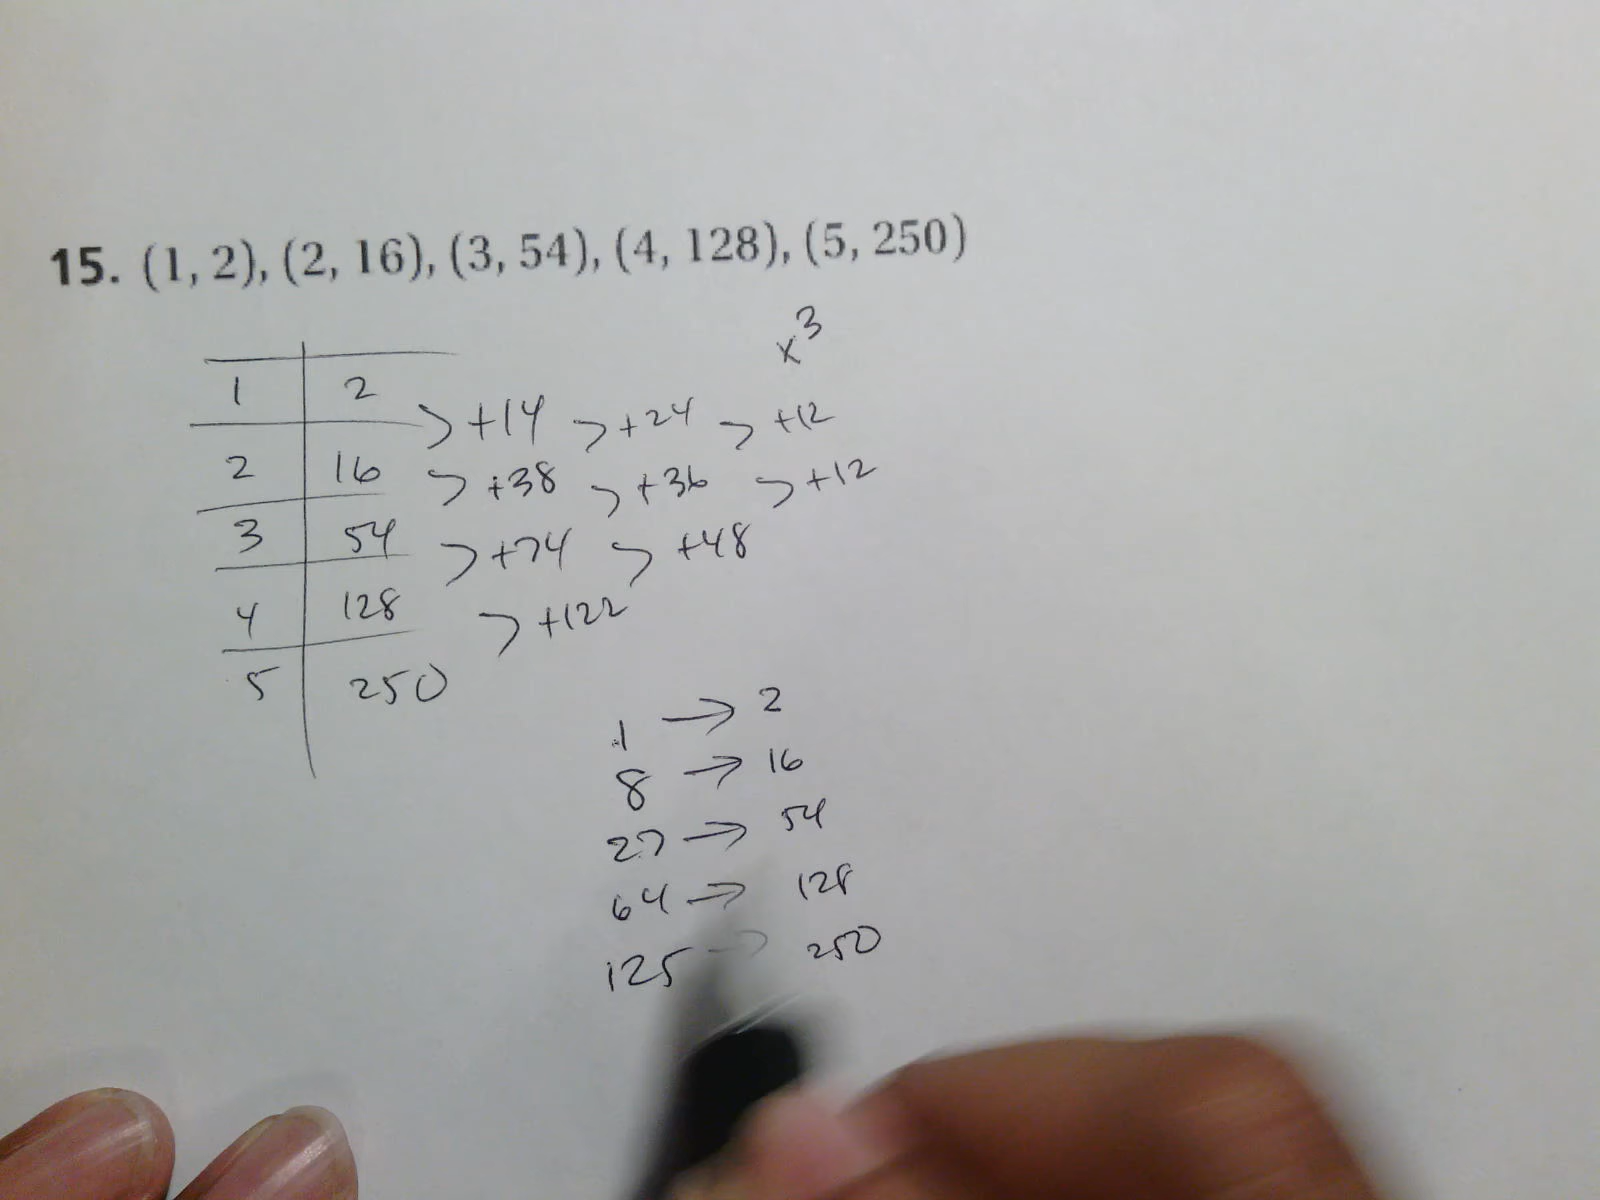 15. (1, 2), (2, 16), (3, 54), (4, 128), (5, 250)
x³
1 2 > +14 > +24 > +12
2 16 > +38 > +36 > +12
3 54 > +74 > +48
4 128 > +122
5 250
1 → 2
8 → 16
27 → 54
64 → 128
125 → 250